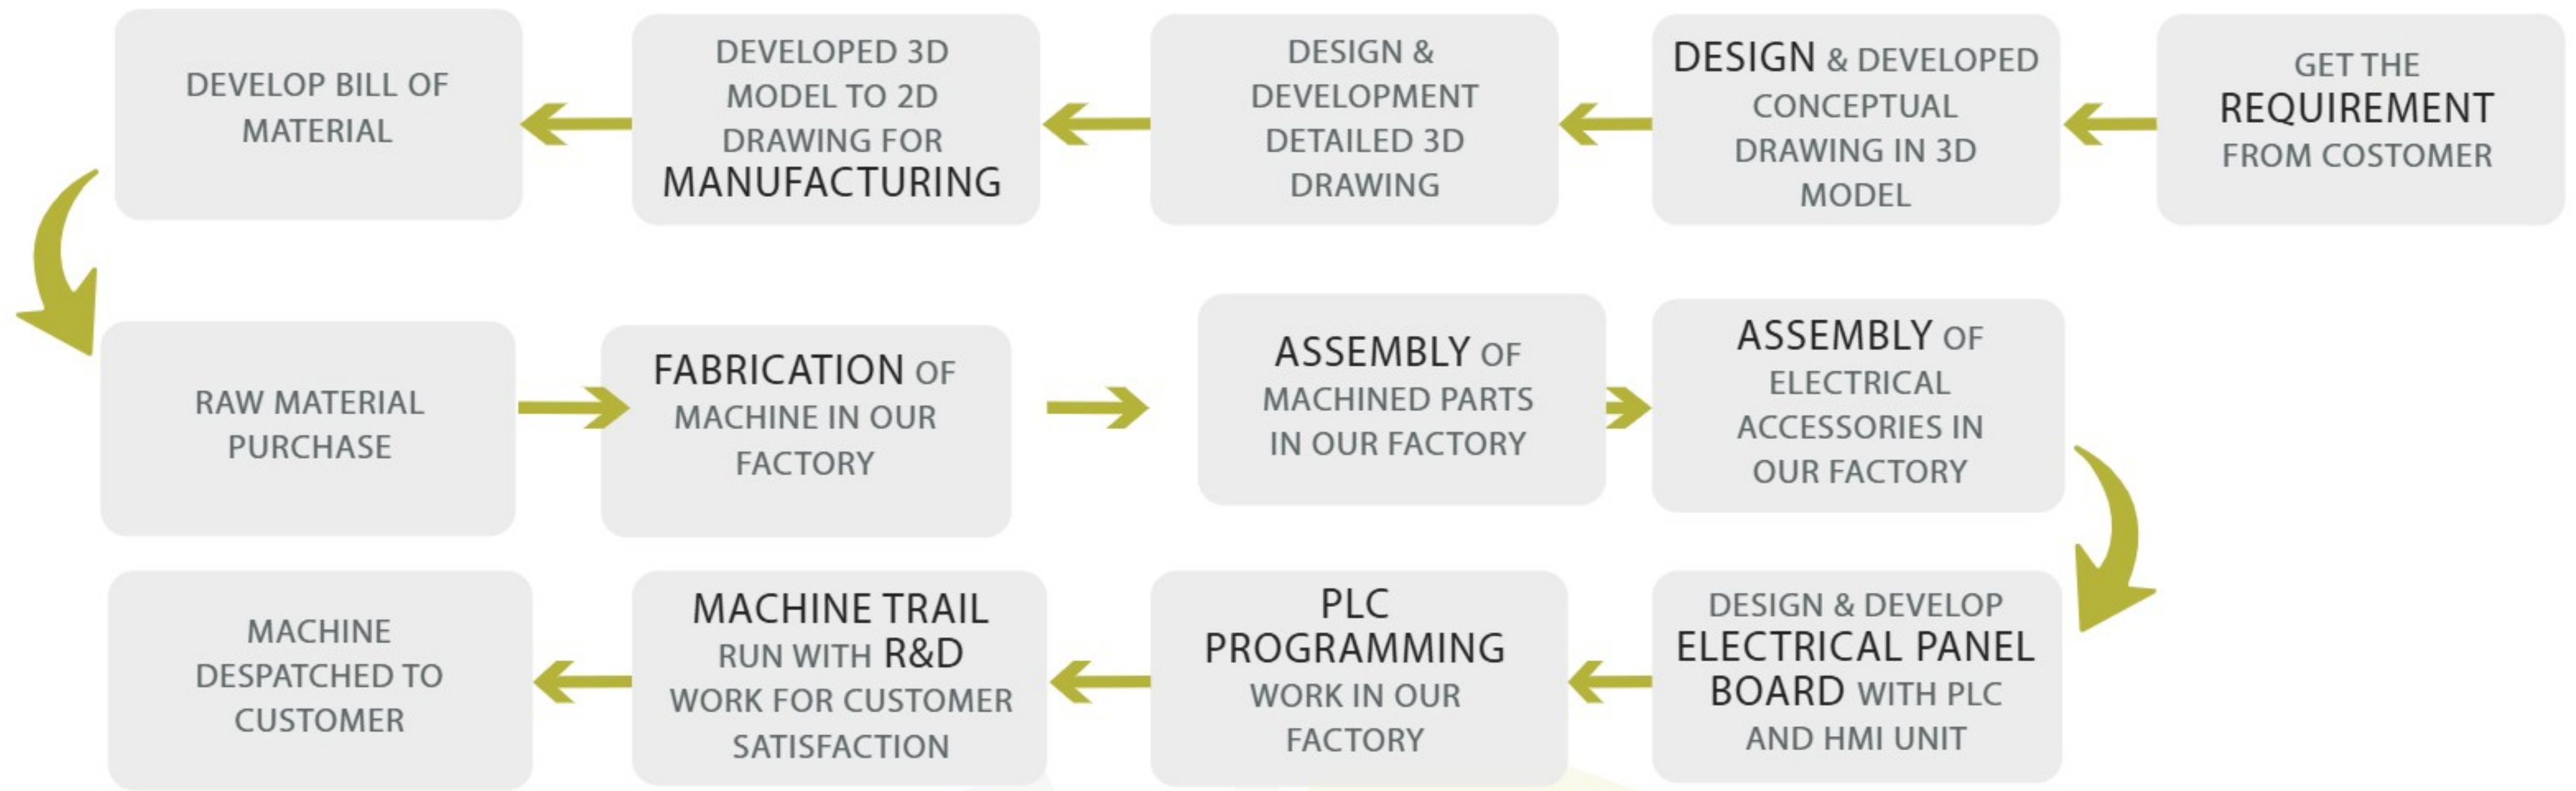 GET THE
REQUIREMENT
FROM COSTOMER
DESIGN & DEVELOPED
CONCEPTUAL
DRAWING IN 3D
MODEL
DESIGN &
DEVELOPMENT
DETAILED 3D
DRAWING
DEVELOPED 3D
MODEL TO 2D
DRAWING FOR
MANUFACTURING
DEVELOP BILL OF
MATERIAL
RAW MATERIAL
PURCHASE
FABRICATION OF
MACHINE IN OUR
FACTORY
ASSEMBLY OF
MACHINED PARTS
IN OUR FACTORY
ASSEMBLY OF
ELECTRICAL
ACCESSORIES IN
OUR FACTORY
DESIGN & DEVELOP
ELECTRICAL PANEL
BOARD WITH PLC
AND HMI UNIT
PLC
PROGRAMMING
WORK IN OUR
FACTORY
MACHINE TRAIL
RUN WITH R&D
WORK FOR CUSTOMER
SATISFACTION
MACHINE
DESPATCHED TO
CUSTOMER